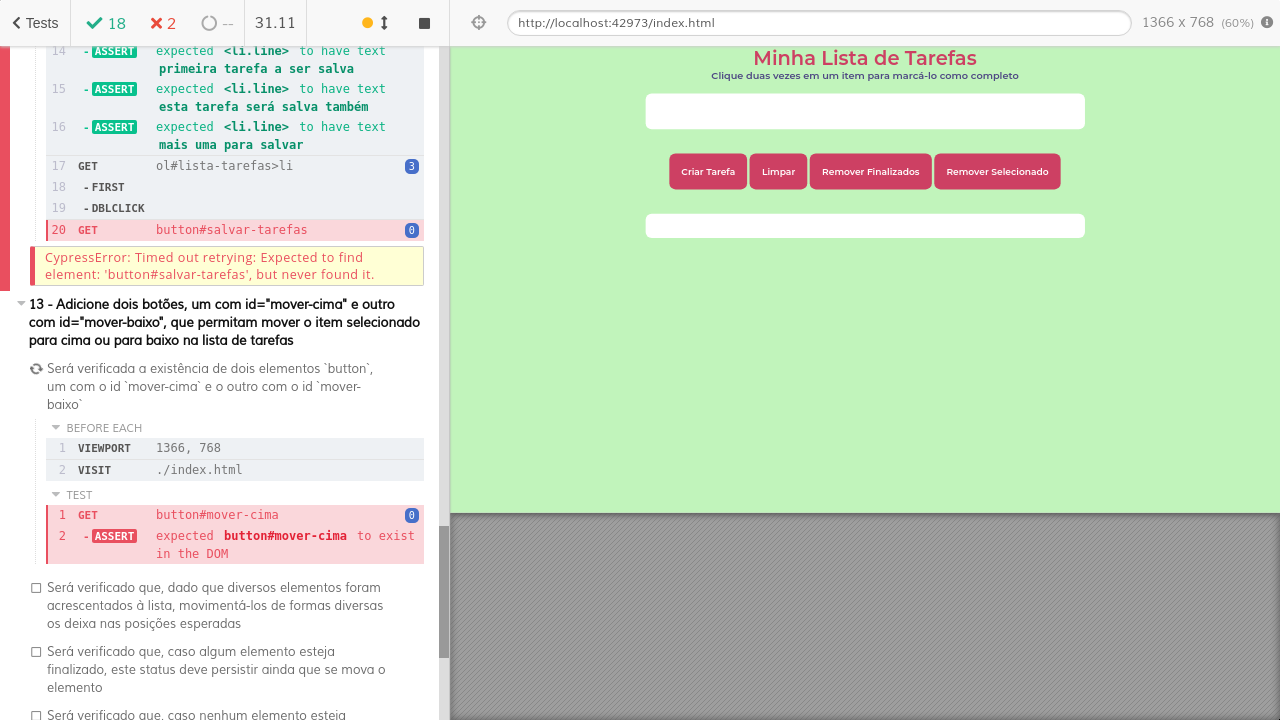 Tests
18
2
--
31.11
http://localhost:42973/index.html
1366 x 768 (60%)
14 -ASSERT expected <li.line> to have text
primeira tarefa a ser salva
15 -ASSERT expected <li.line> to have text
esta tarefa será salva também
16 -ASSERT expected <li.line> to have text
mais uma para salvar
17 GET ol#lista-tarefas>li 3
18 -FIRST
19 -DBLCLICK
20 GET button#salvar-tarefas 0
CypressError: Timed out retrying: Expected to find
element: 'button#salvar-tarefas', but never found it.
13 - Adicione dois botões, um com id="mover-cima" e outro
com id="mover-baixo", que permitam mover o item selecionado
para cima ou para baixo na lista de tarefas
Será verificada a existência de dois elementos `button`,
um com o id `mover-cima` e o outro com o id `mover-
baixo`
BEFORE EACH
1 VIEWPORT 1366, 768
2 VISIT ./index.html
TEST
1 GET button#mover-cima 0
2 -ASSERT expected button#mover-cima to exist
in the DOM
Será verificado que, dado que diversos elementos foram
acrescentados à lista, movimentá-los de formas diversas
os deixa nas posições esperadas
Será verificado que, caso algum elemento esteja
finalizado, este status deve persistir ainda que se mova o
elemento
Será verificado que, caso nenhum elemento esteja
Minha Lista de Tarefas
Clique duas vezes em um item para marcá-lo como completo
Criar Tarefa
Limpar
Remover Finalizados
Remover Selecionado